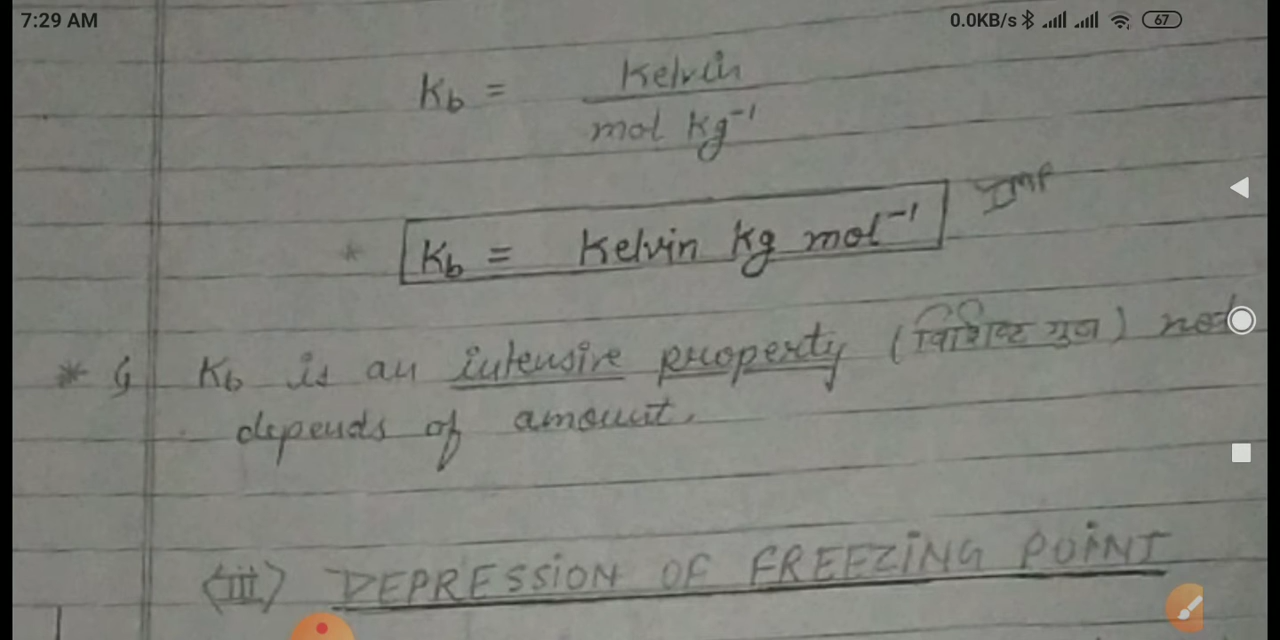 7:29 AM
0.0KB/s 67
Kb = Kelvin
mol Kg⁻¹
Imp
* Kb = Kelvin Kg mol⁻¹
* Kb is an intensive property (विशिष्ट गुण) not
depends of amount.
(III) DEPRESSION OF FREEZING POINT